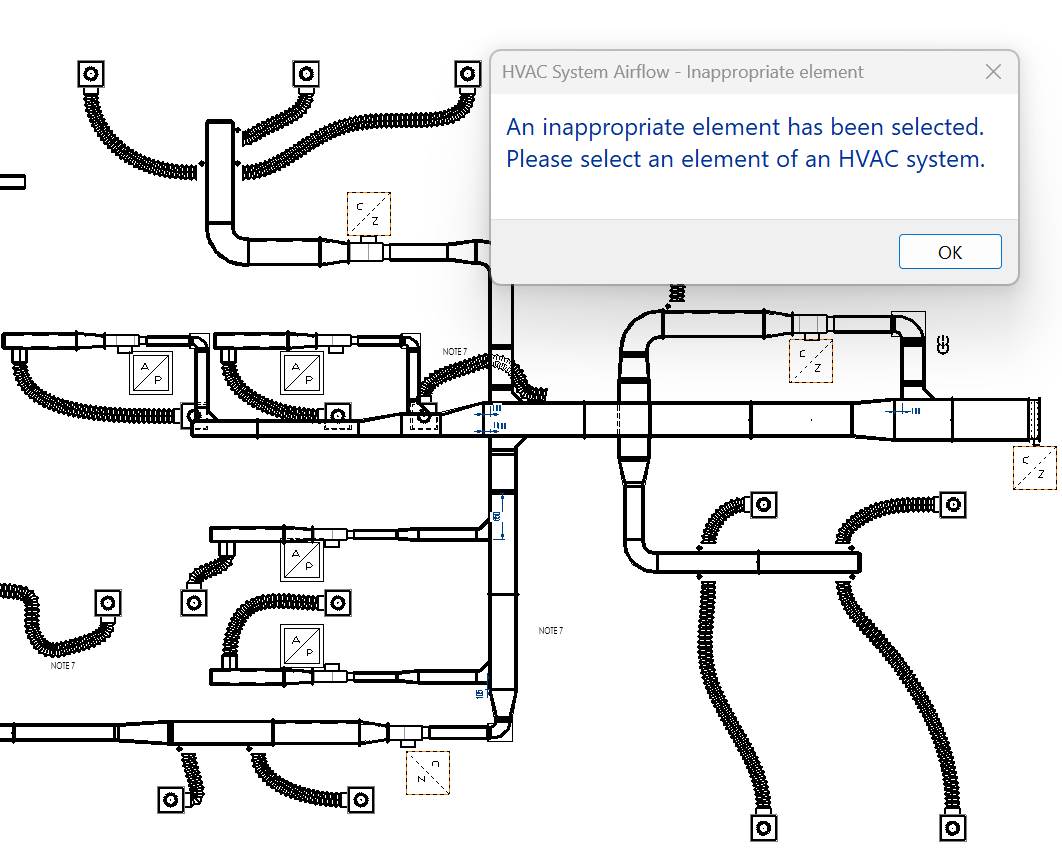 HVAC System Airflow - Inappropriate element
An inappropriate element has been selected.
Please select an element of an HVAC system.
OK
C
Z
NOTE 7
C
Z
A
P
A
P
C
Z
A
P
NOTE 7
A
P
NOTE 7
C
Z